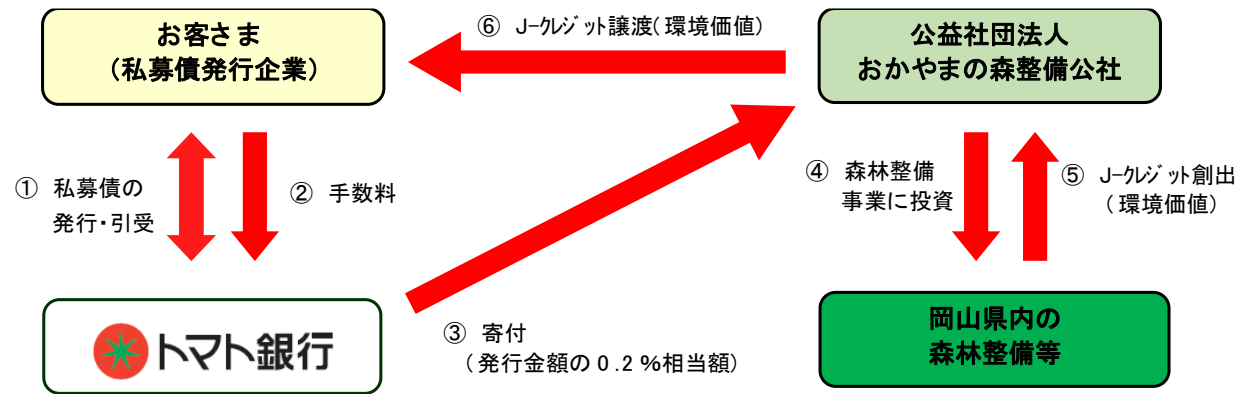 お客さま
（私募債発行企業）
⑥ J-クレジット譲渡（環境価値）
公益社団法人
おかやまの森整備公社
① 私募債の
発行・引受
② 手数料
④ 森林整備
事業に投資
⑤ J-クレジット創出
（環境価値）
トマト銀行
③ 寄付
（発行金額の0.2%相当額）
岡山県内の
森林整備等